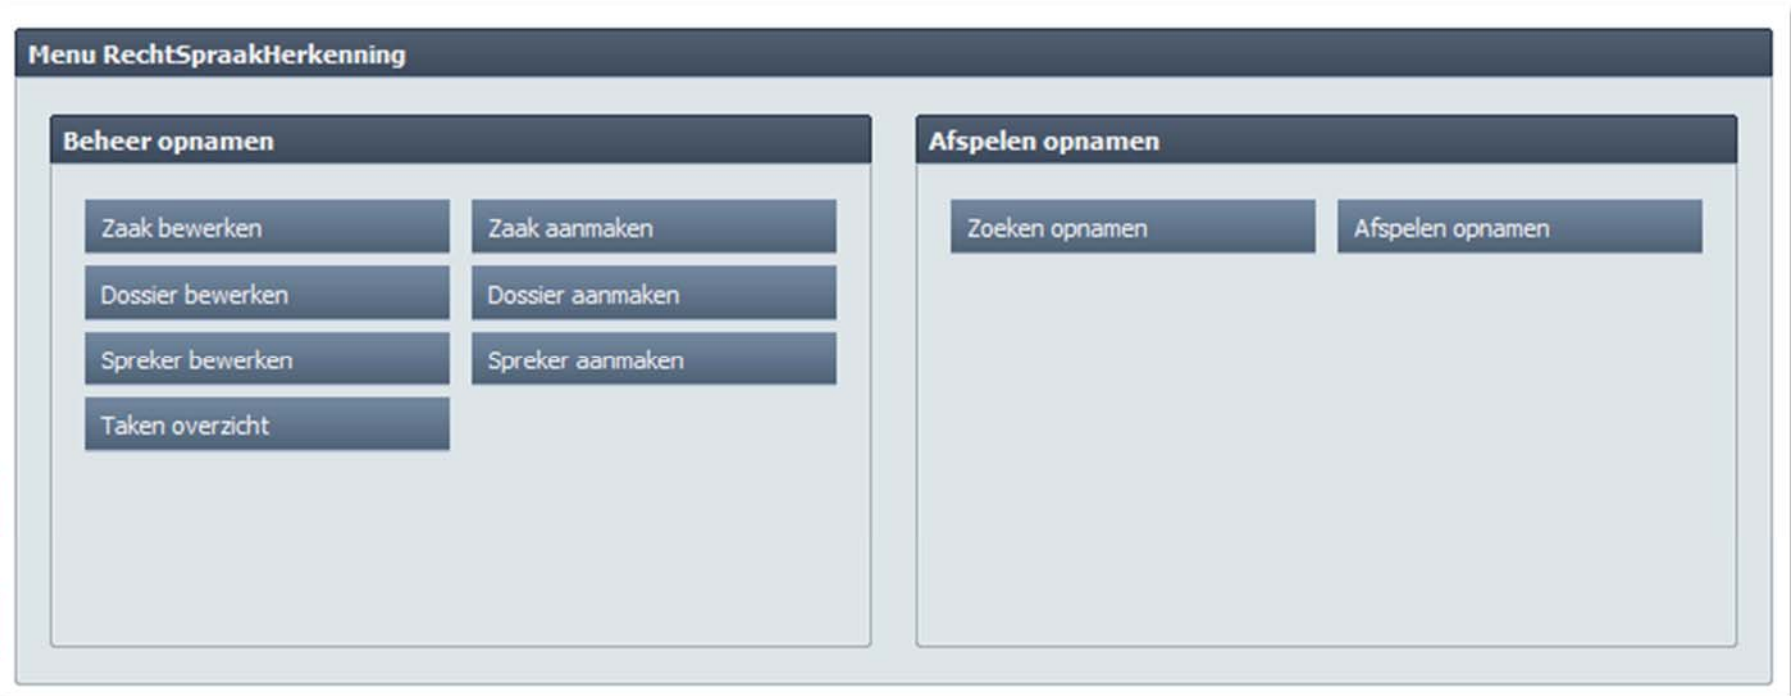 Menu RechtSpraakHerkenning
Beheer opnamen
Zaak bewerken
Zaak aanmaken
Dossier bewerken
Dossier aanmaken
Spreker bewerken
Spreker aanmaken
Taken overzicht
Afspelen opnamen
Zoeken opnamen
Afspelen opnamen